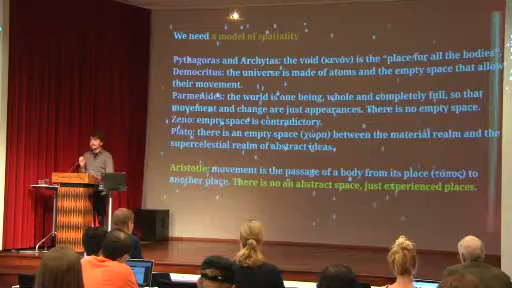 We need a model of spatiality
Pythagoras and Archytas: the void (κενόν) is the "place for all the bodies".
Democritus: the universe is made of atoms and the empty space that allow
their movement.
Parmenides: the world is one being, whole and completely full, so that
movement and change are just appearances. There is no empty space.
Zeno: empty space is contradictory.
Plato: there is an empty space (χώρα) between the material realm and the
supercelestial realm of abstract ideas.
Aristotle: movement is the passage of a body from its place (τόπος) to
another place. There is no an abstract space, just experienced places.